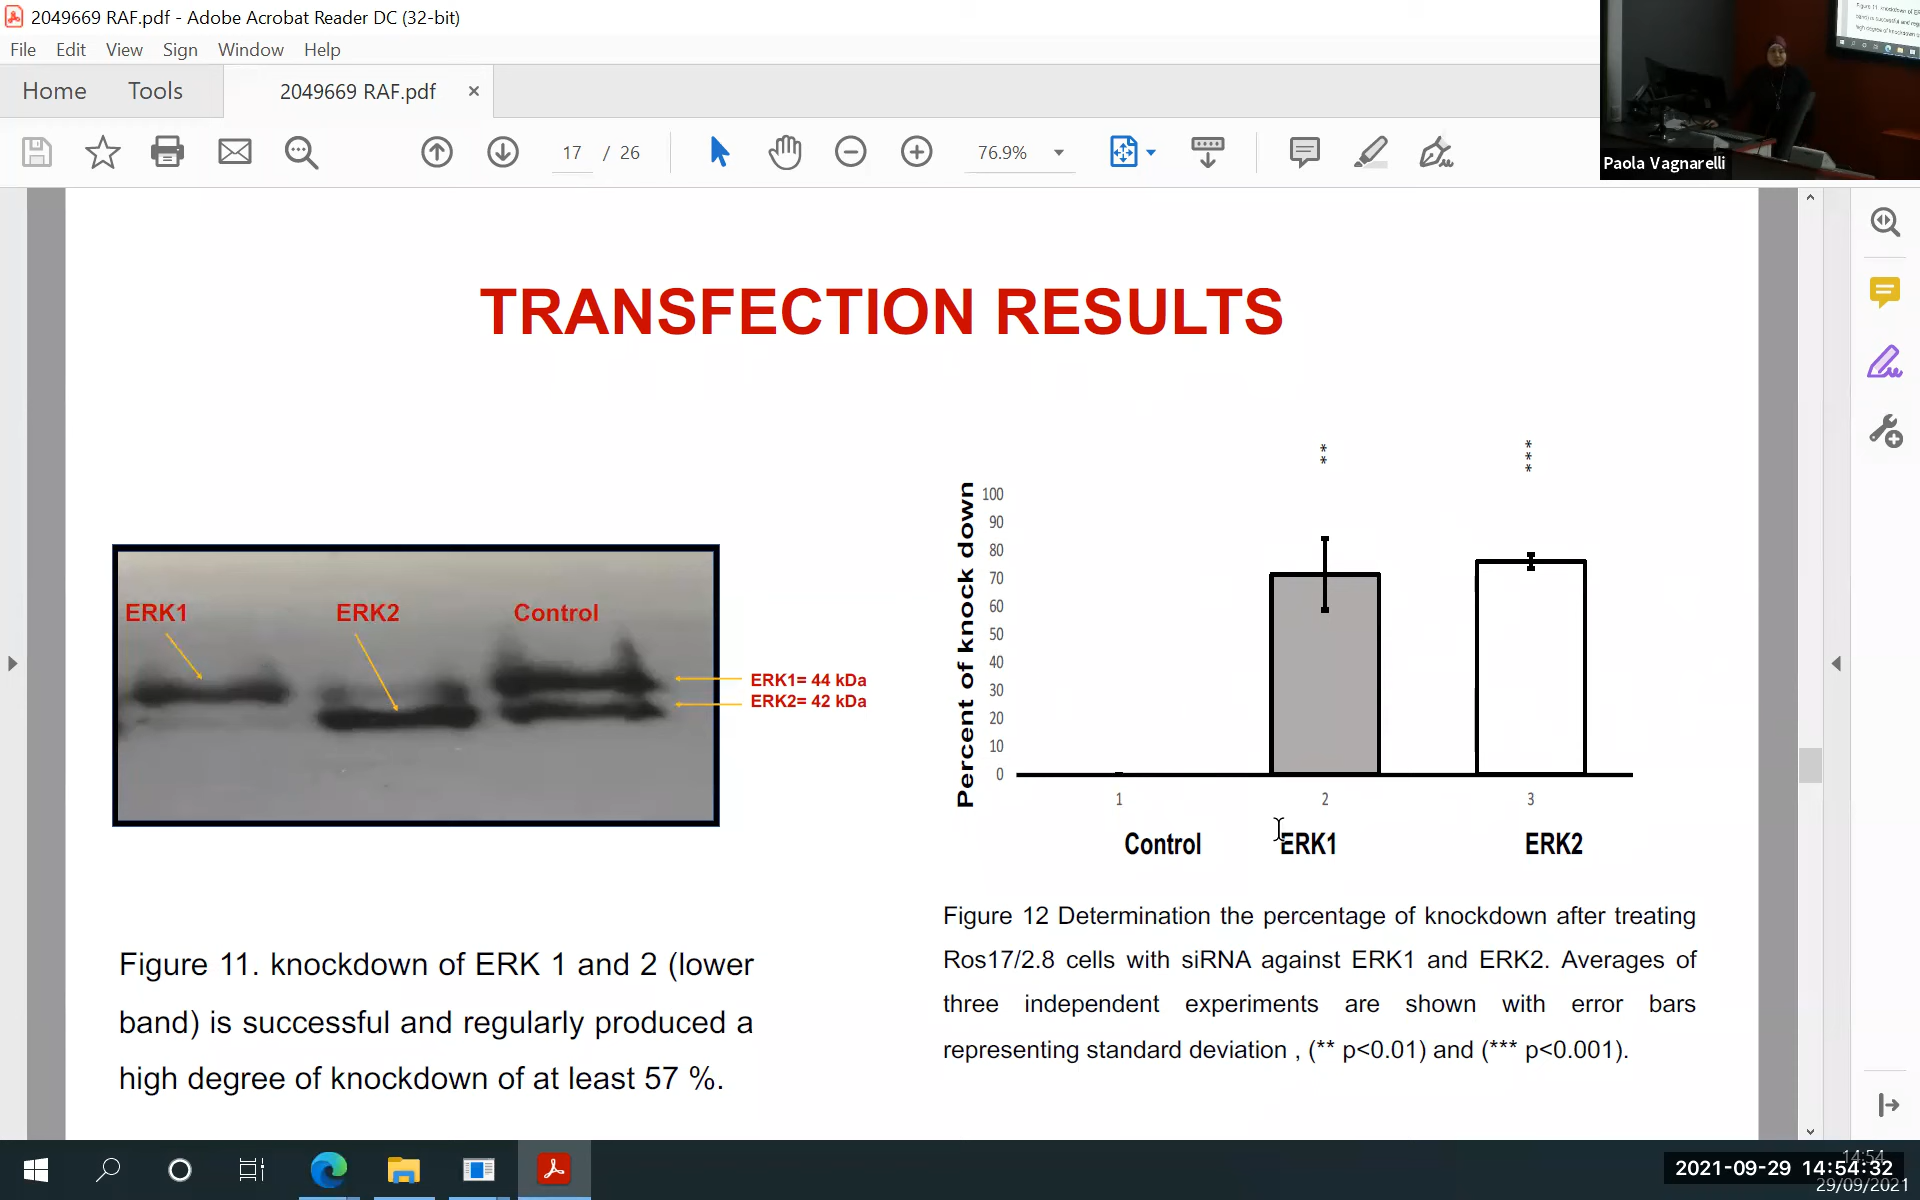 2049669 RAF.pdf - Adobe Acrobat Reader DC (32-bit)
File Edit View Sign Window Help
Home Tools 2049669 RAF.pdf ×
17 / 26 76.9%
Paola Vagnarelli
TRANSFECTION RESULTS
ERK1 ERK2 Control
ERK1= 44 kDa
ERK2= 42 kDa
Figure 11. knockdown of ERK 1 and 2 (lower
band) is successful and regularly produced a
high degree of knockdown of at least 57 %.
** ***
Percent of knock down
100
90
80
70
60
50
40
30
20
10
0
1 2 3
Control ERK1 ERK2
Figure 12 Determination the percentage of knockdown after treating
Ros17/2.8 cells with siRNA against ERK1 and ERK2. Averages of
three independent experiments are shown with error bars
representing standard deviation , (** p<0.01) and (*** p<0.001).
14:54
2021-09-29 14:54:32
29/09/2021